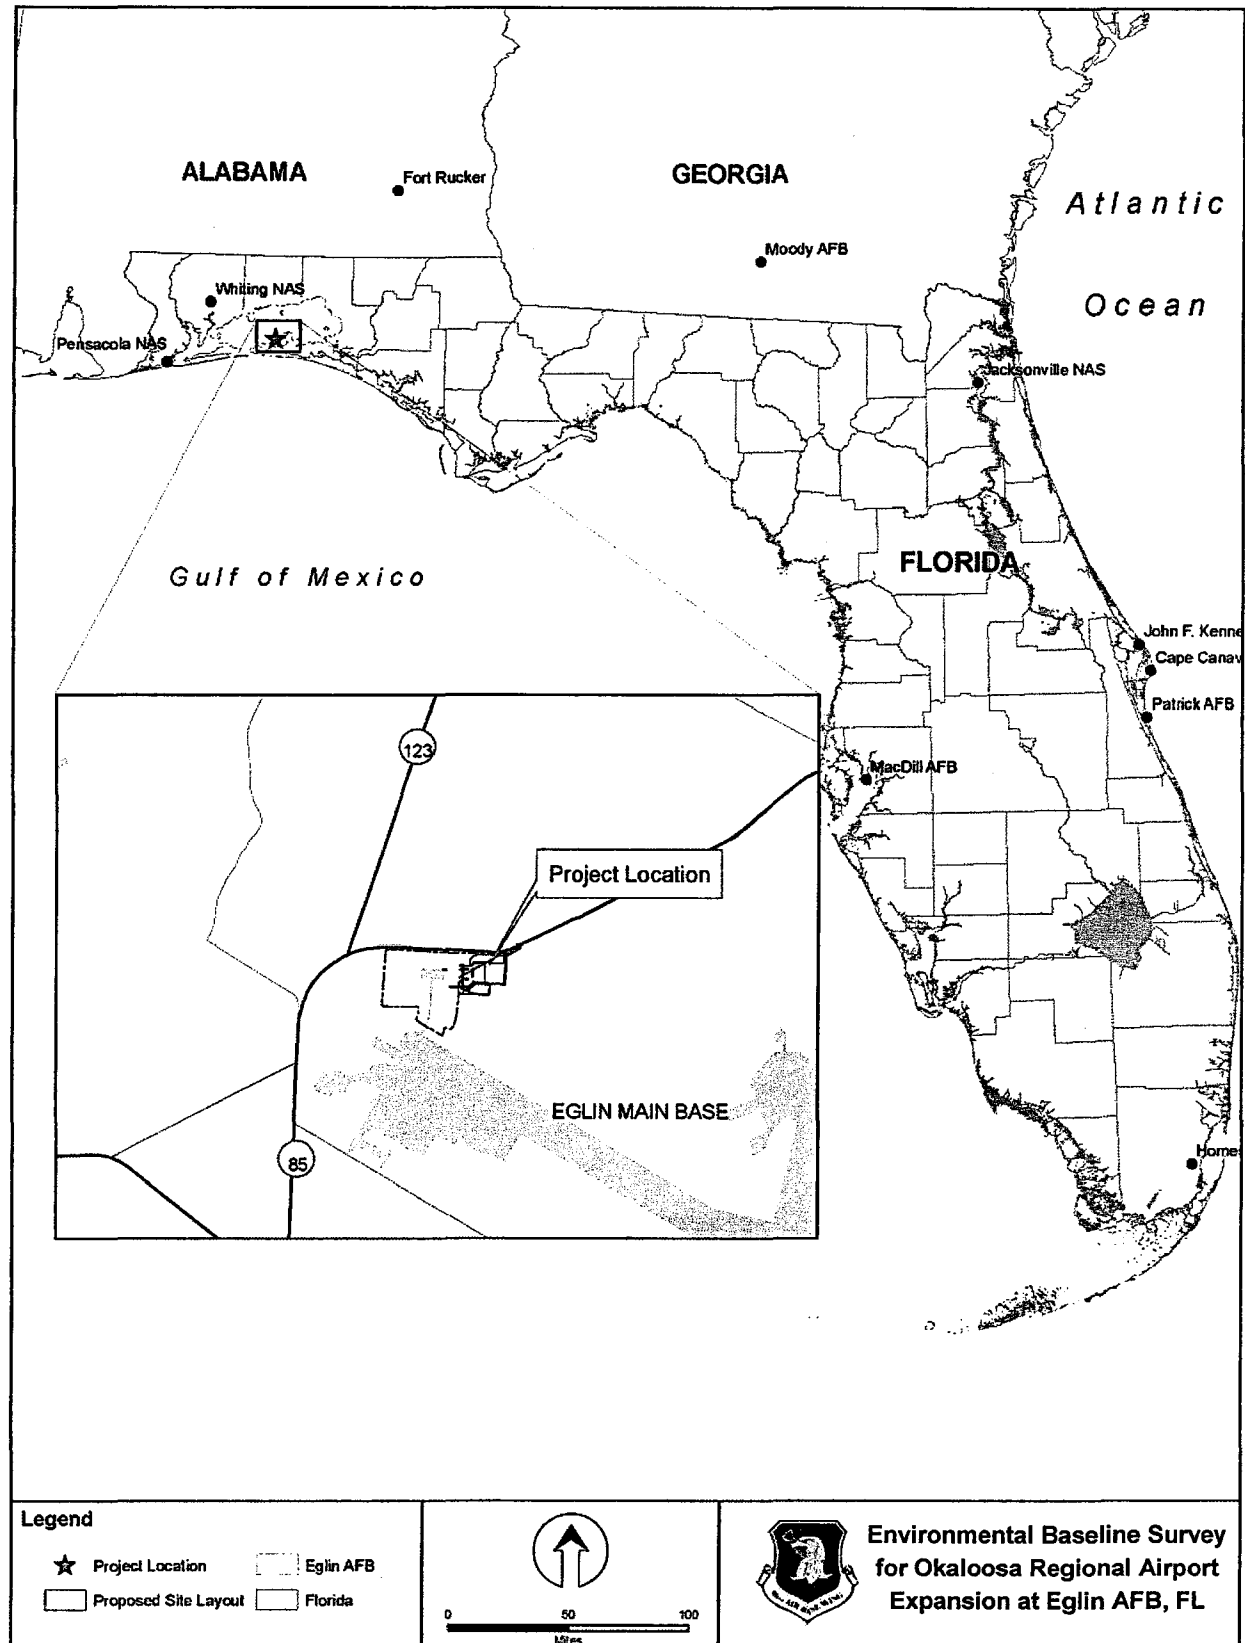 ALABAMA
Fort Rucker
GEORGIA
Moody AFB
Atlantic
Ocean
Whiting NAS
Pensacola NAS
Jacksonville NAS
FLORIDA
Gulf of Mexico
John F. Kenne
Cape Canav
Patrick AFB
MacDill AFB
123
Project Location
EGLIN MAIN BASE
85
Homes
Legend
Project Location
Eglin AFB
Proposed Site Layout
Florida
0 50 100
Miles
Environmental Baseline Survey
for Okaloosa Regional Airport
Expansion at Eglin AFB, FL